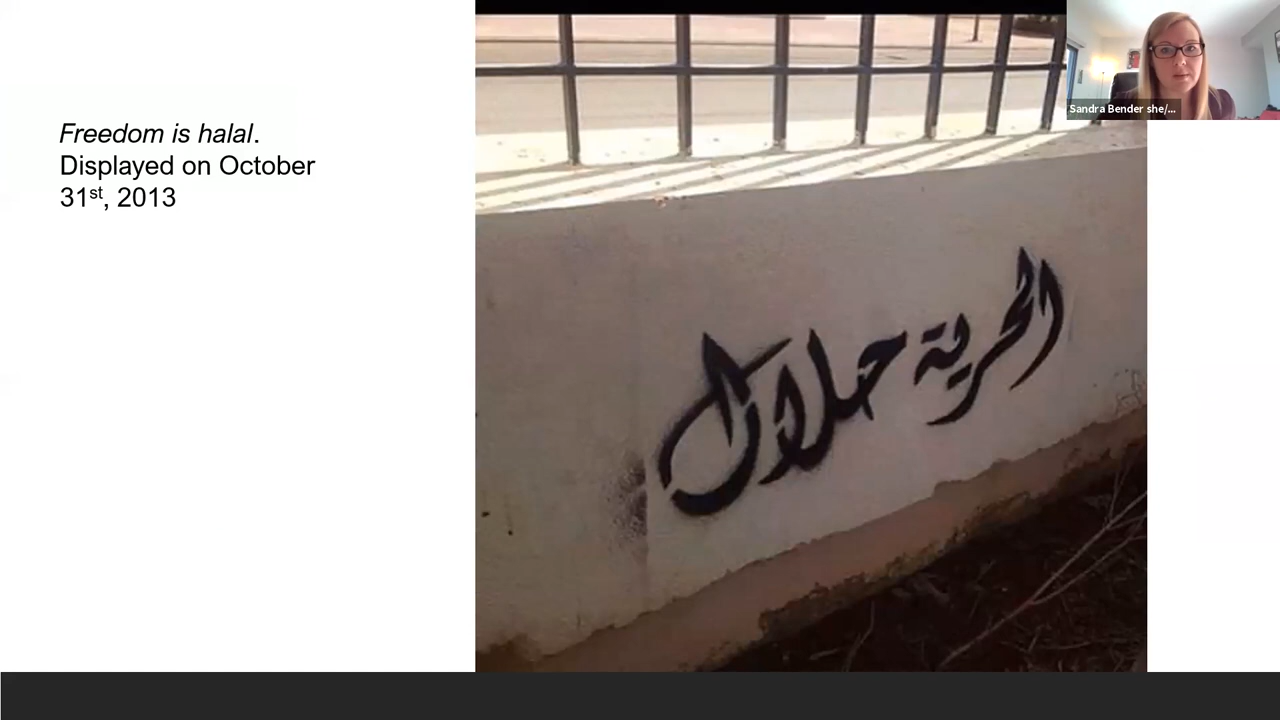 Freedom is halal.
Displayed on October
31st, 2013
الحرية حلال
Sandra Bender she/...